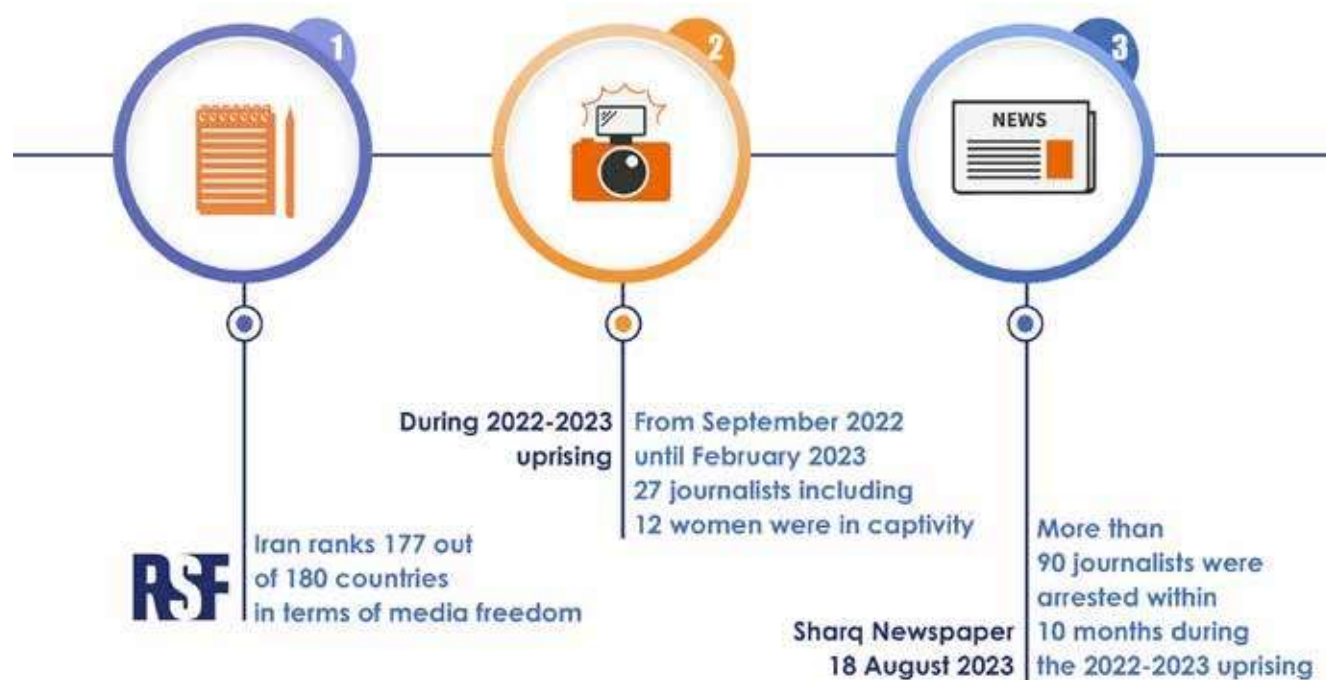 1
2
3
NEWS
RSF
Iran ranks 177 out
of 180 countries
in terms of media freedom
During 2022-2023
uprising
From September 2022
until February 2023
27 journalists including
12 women were in captivity
Sharq Newspaper
18 August 2023
More than
90 journalists were
arrested within
10 months during
the 2022-2023 uprising